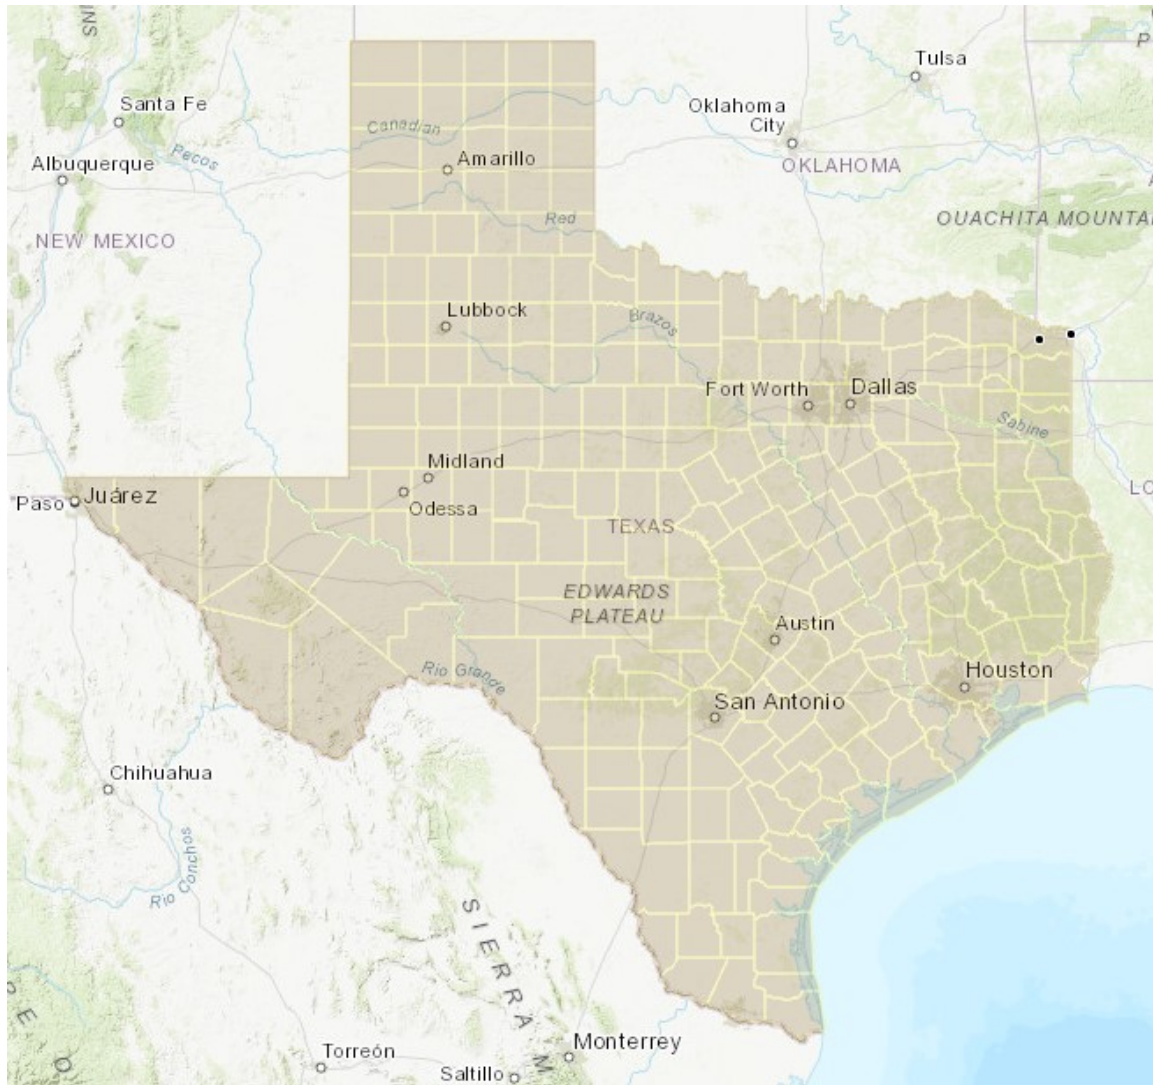 INS
P
Tulsa
Santa Fe
Oklahoma
City
Canadian
Pecos
Amarillo
Albuquerque
OKLAHOMA
A
Red
OUACHITA MOUNTA
NEW MEXICO
Lubbock
Brazos
Fort Worth
Dallas
Sabine
Midland
LO
Paso
Juárez
Odessa
TEXAS
EDWARDS
PLATEAU
Austin
Rio Grande
Houston
San Antonio
Chihuahua
Rio Conchos
SIERRA M
R E O
Torreón
Monterrey
Saltillo